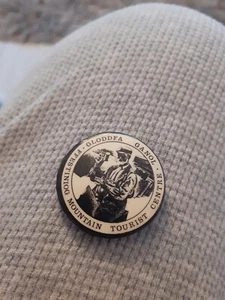 GLODDFA GANOL · FFESTINIOG MOUNTAIN TOURIST CENTRE ·